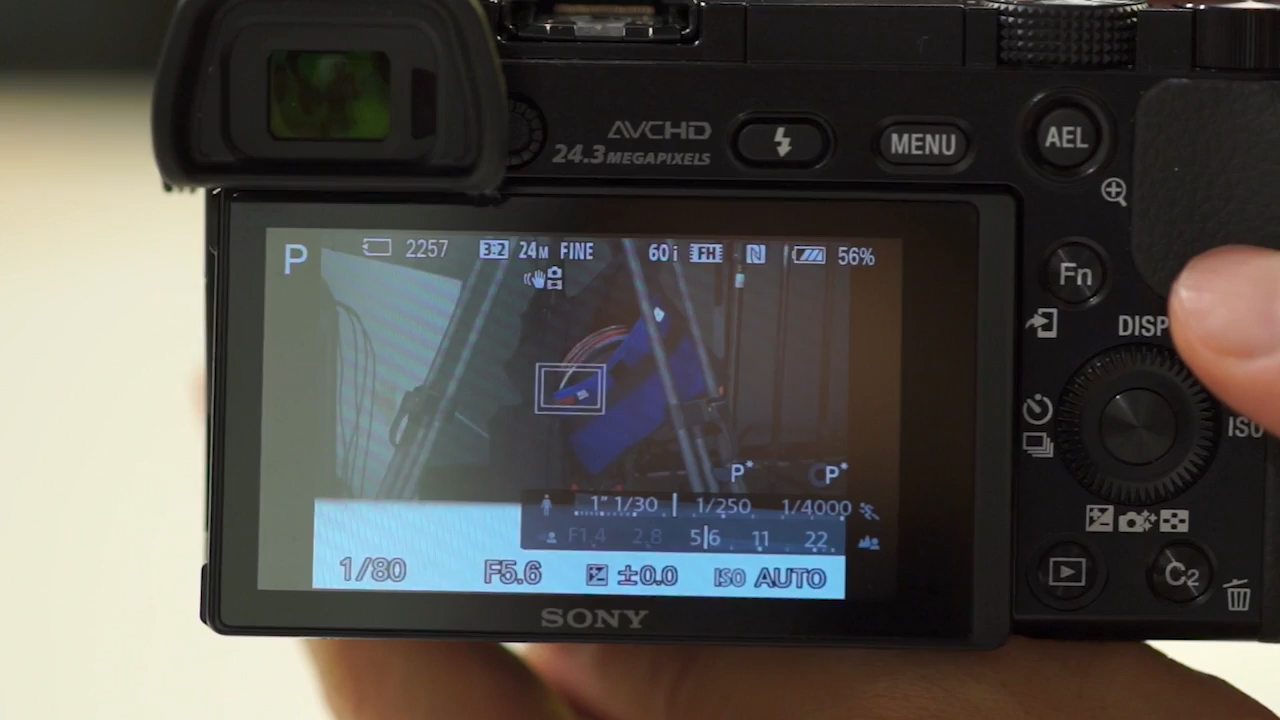 AVCHD
24.3 MEGAPIXELS
MENU
AEL
Fn
DISP
ISO
C2
P
2257
3:2 24M FINE
60i FH N 56%
P* P*
1" 1/30 1/250 1/4000
F1.4 2.8 5.6 11 22
1/80 F5.6 ±0.0 ISO AUTO
SONY